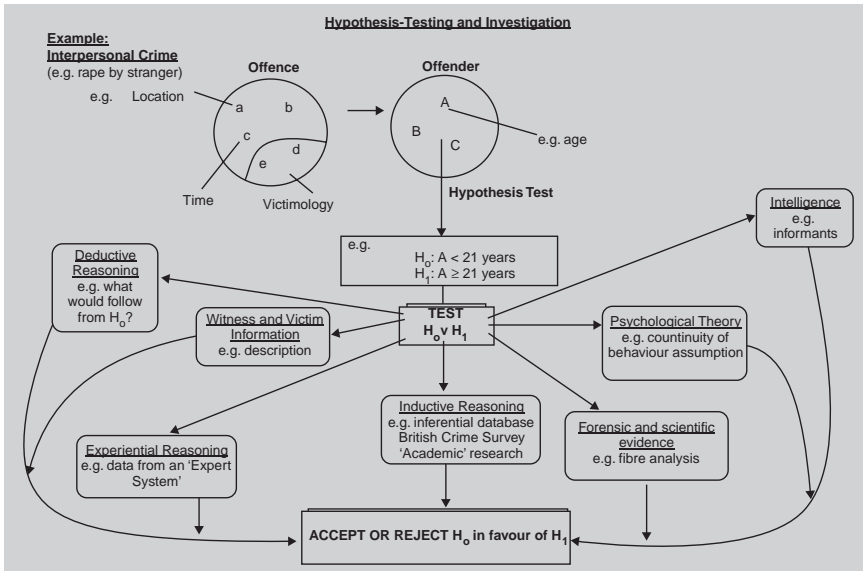 Hypothesis-Testing and Investigation
Example:
Interpersonal Crime
(e.g. rape by stranger)
e.g. Location
Offence
a
b
c
d
e
Time
Victimology
Offender
A
B
C
e.g. age
Hypothesis Test
e.g.
Ho: A < 21 years
H1: A ≥ 21 years
TEST
Ho v H1
Intelligence
e.g.
informants
Deductive
Reasoning
e.g. what
would follow
from Ho?
Witness and Victim
Information
e.g. description
Psychological Theory
e.g. countinuity of
behaviour assumption
Experiential Reasoning
e.g. data from an ‘Expert
System’
Inductive Reasoning
e.g. inferential database
British Crime Survey
‘Academic’ research
Forensic and scientific
evidence
e.g. fibre analysis
ACCEPT OR REJECT Ho in favour of H1